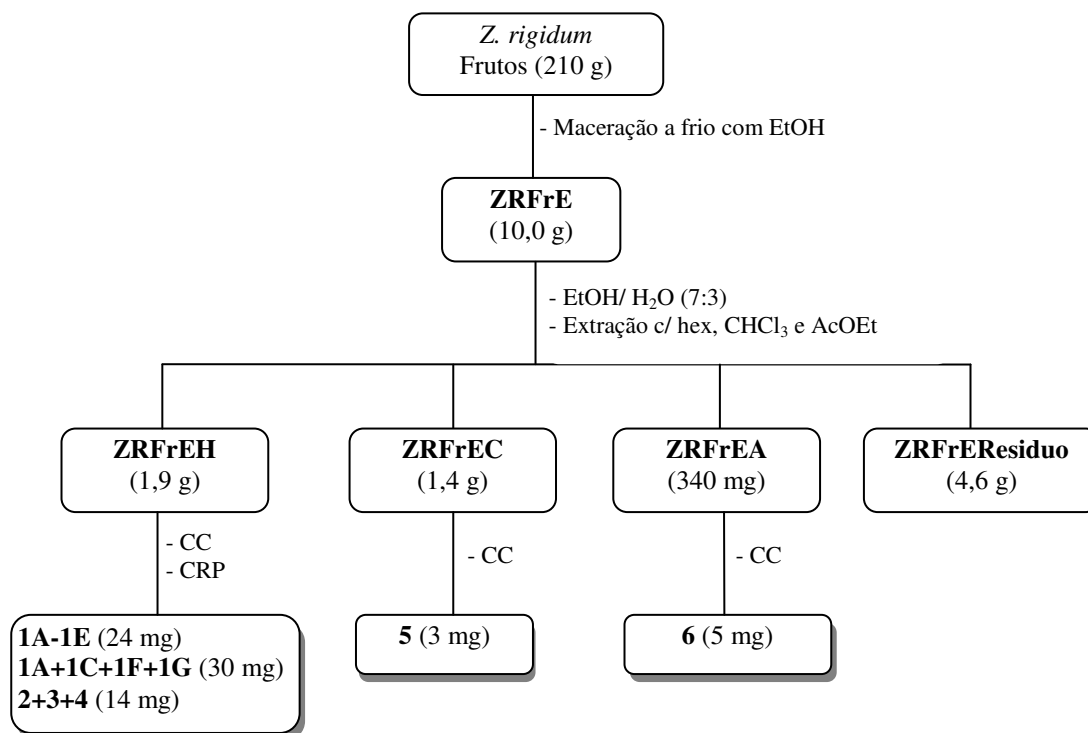 Z. rigidum
Frutos (210 g)
- Maceração a frio com EtOH
ZRFrE
(10,0 g)
- EtOH/ H₂O (7:3)
- Extração c/ hex, CHCl₃ e AcOEt
ZRFrEH
(1,9 g)
ZRFrEC
(1,4 g)
ZRFrEA
(340 mg)
ZRFrEResiduo
(4,6 g)
- CC
- CRP
- CC
- CC
1A-1E (24 mg)
1A+1C+1F+1G (30 mg)
2+3+4 (14 mg)
5 (3 mg)
6 (5 mg)